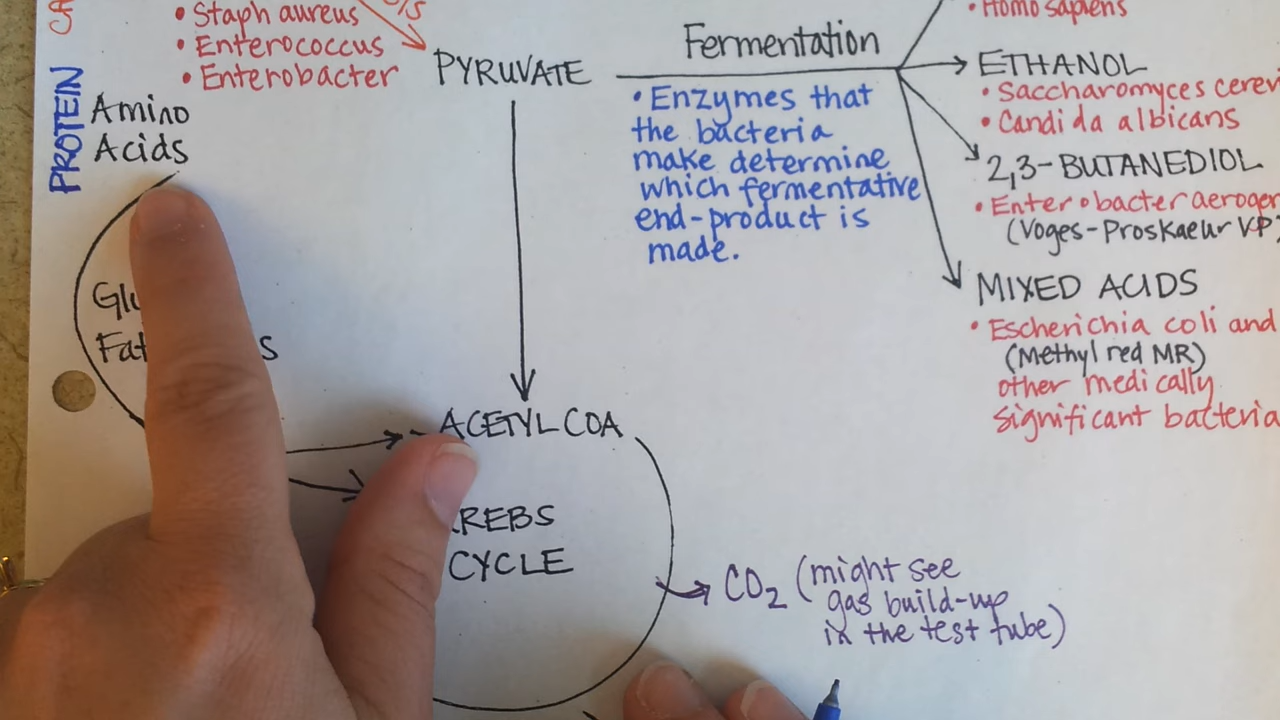 • Staph aureus
• Enterococcus
• Enterobacter
PROTEIN
Amino
Acids
PYRUVATE
Fermentation
• Enzymes that
the bacteria
make determine
which fermentative
end-product is
made.
• Homo sapiens
ETHANOL
• Saccharomyces
• Candida albicans
2,3-BUTANEDIOL
• Enterobacter
(Voges-Proskaeur VP)
MIXED ACIDS
• Escherichia coli and
(Methyl red MR)
other medically
significant bacteria
ACETYL COA
CYCLE
CO2 (might see
gas build-up
in the test tube)